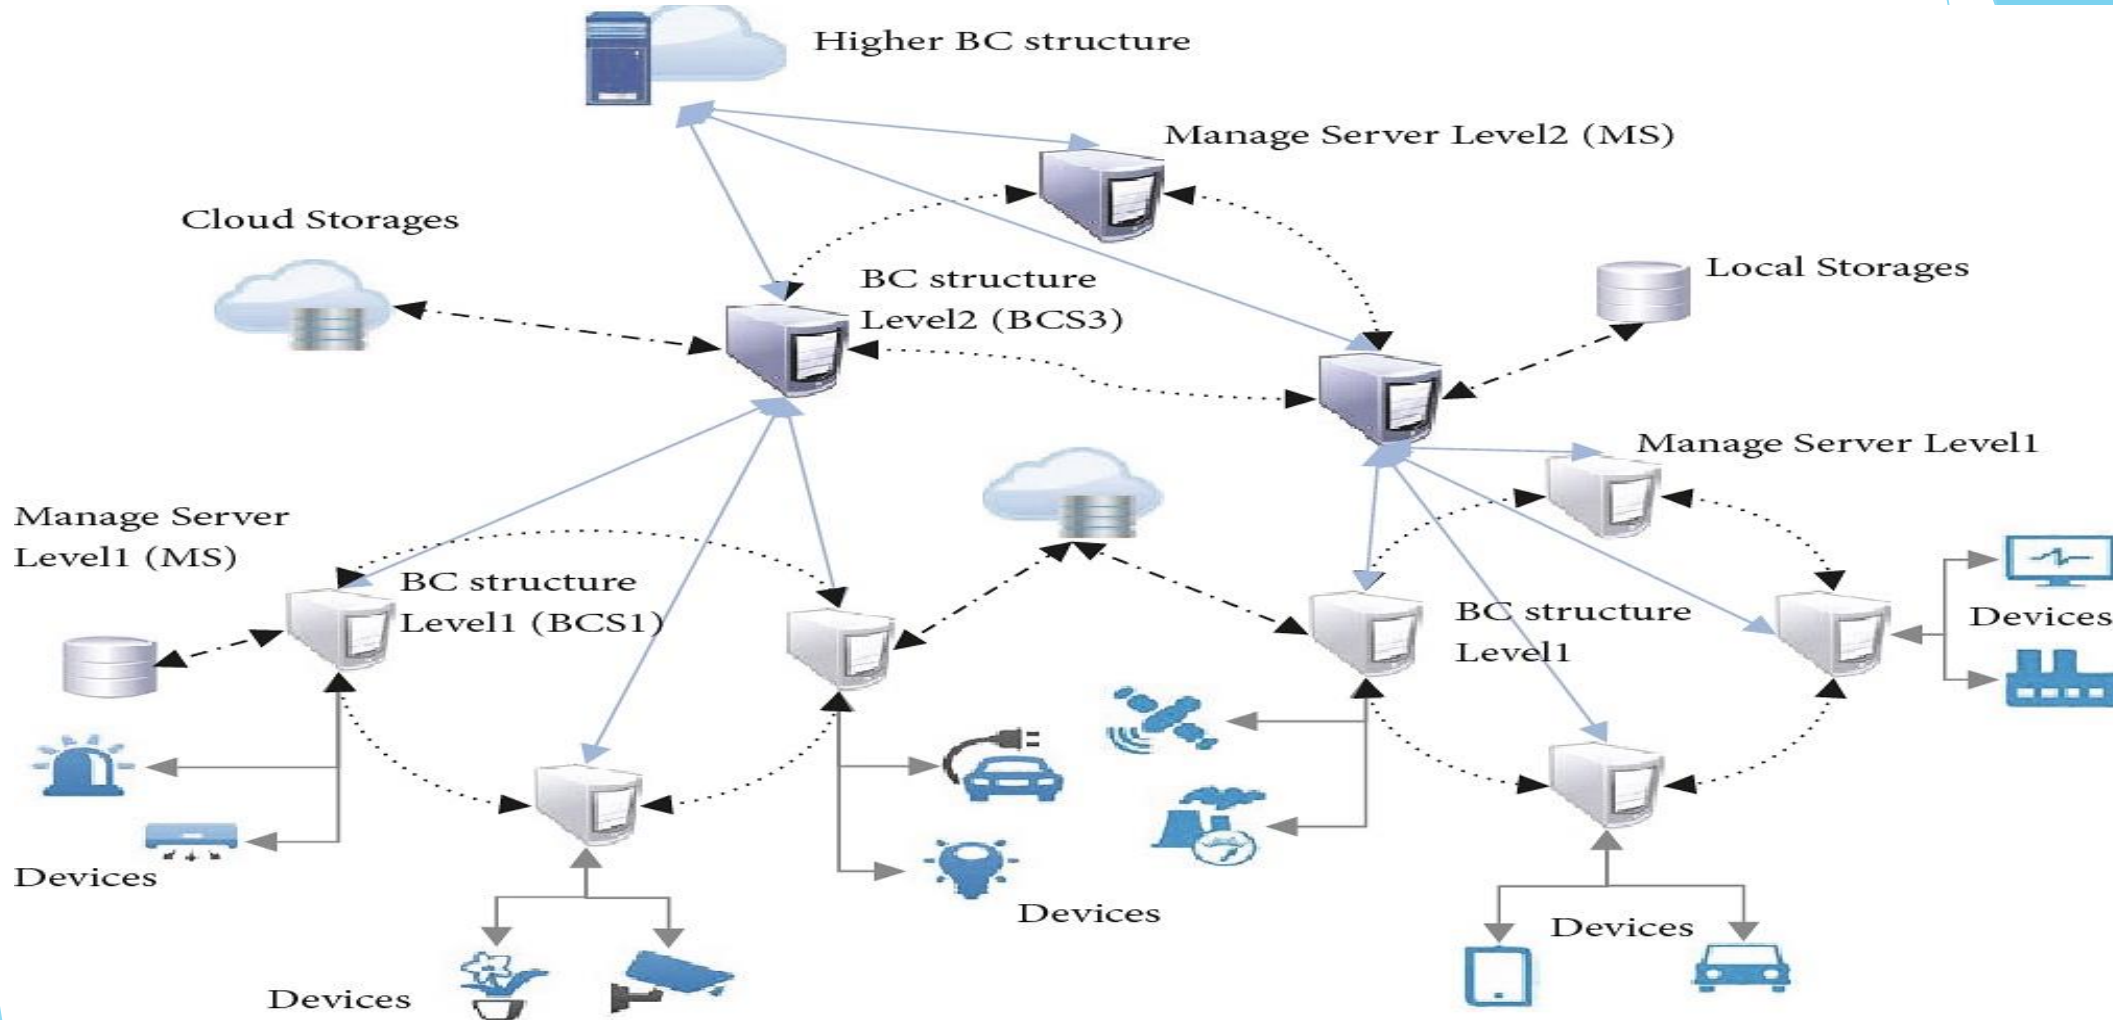 Higher BC structure
Manage Server Level2 (MS)
Cloud Storages
BC structure
Level2 (BCS3)
Local Storages
Manage Server Level1
Manage Server
Level1 (MS)
BC structure
Level1 (BCS1)
BC structure
Level1
Devices
Devices
Devices
Devices
Devices